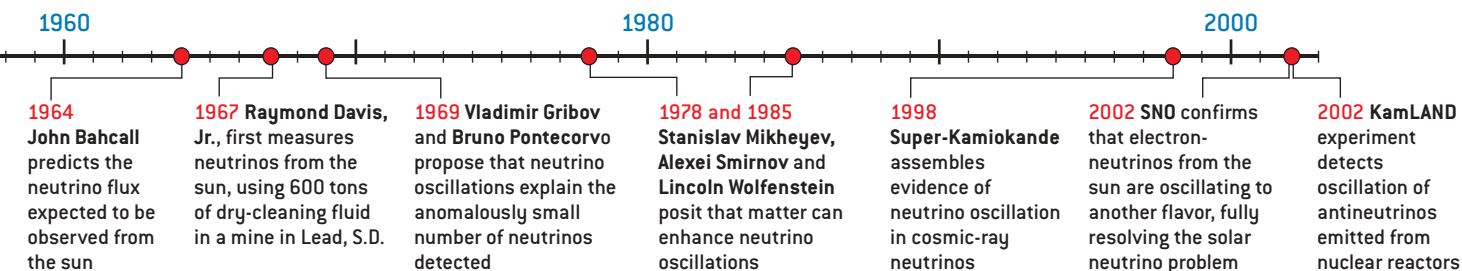 1960
1980
2000
1964
John Bahcall
predicts the
neutrino flux
expected to be
observed from
the sun
1967 Raymond Davis,
Jr., first measures
neutrinos from the
sun, using 600 tons
of dry-cleaning fluid
in a mine in Lead, S.D.
1969 Vladimir Gribov
and Bruno Pontecorvo
propose that neutrino
oscillations explain the
anomalously small
number of neutrinos
detected
1978 and 1985
Stanislav Mikheyev,
Alexei Smirnov and
Lincoln Wolfenstein
posit that matter can
enhance neutrino
oscillations
1998
Super-Kamiokande
assembles
evidence of
neutrino oscillation
in cosmic-ray
neutrinos
2002 SNO confirms
that electron-
neutrinos from the
sun are oscillating to
another flavor, fully
resolving the solar
neutrino problem
2002 KamLAND
experiment
detects
oscillation of
antineutrinos
emitted from
nuclear reactors